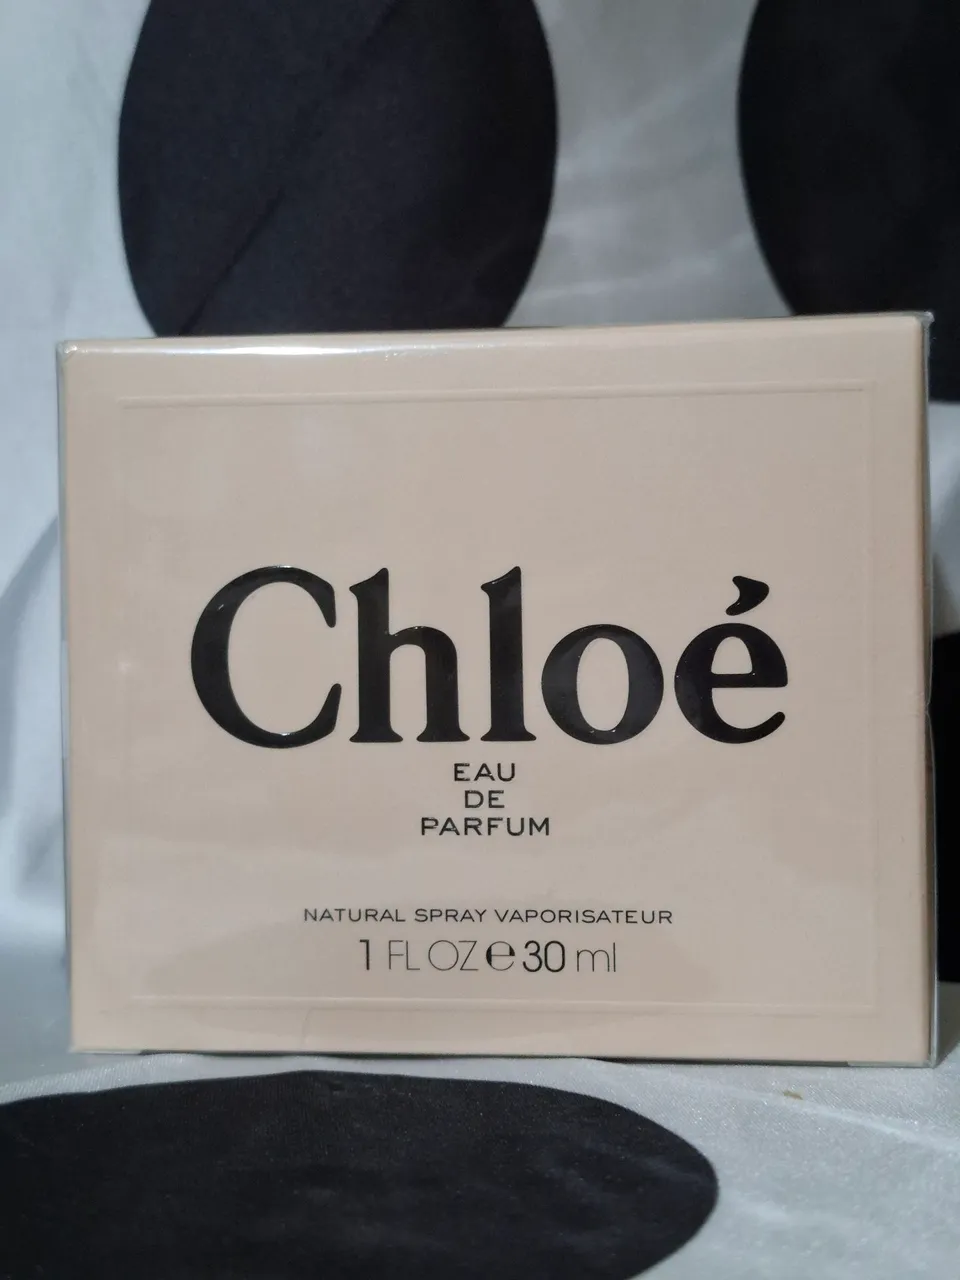 Chloé
EAU
DE
PARFUM
NATURAL SPRAY VAPORISATEUR
1 FL OZ ℮ 30 ml